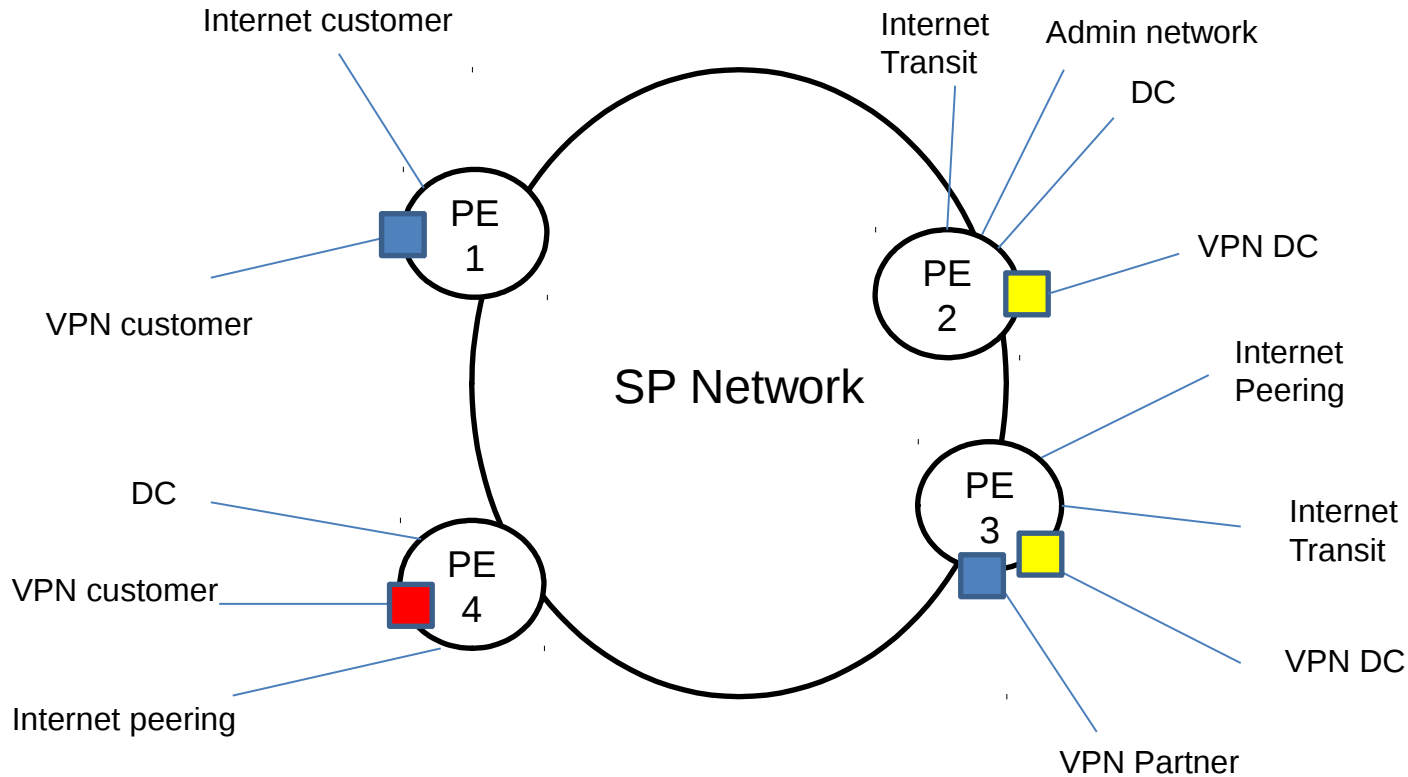 Internet customer
Internet
Transit
Admin network
DC
PE
1
VPN customer
PE
2
VPN DC
SP Network
Internet
Peering
DC
PE
3
Internet
Transit
VPN customer
PE
4
VPN DC
Internet peering
VPN Partner